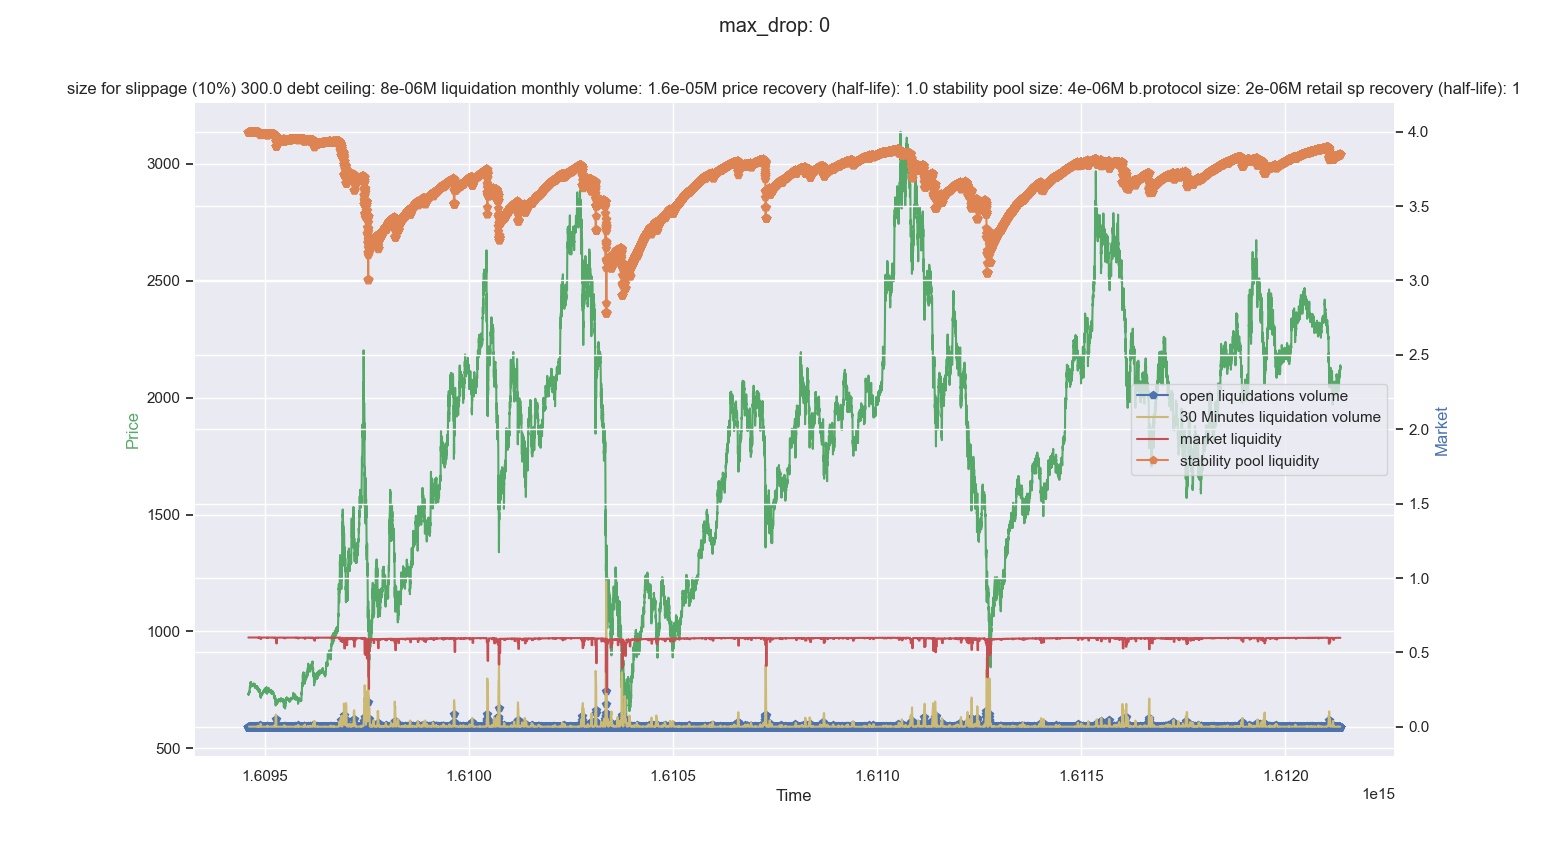 max_drop: 0
size for slippage (10%) 300.0 debt ceiling: 8e-06M liquidation monthly volume: 1.6e-05M price recovery (half-life): 1.0 stability pool size: 4e-06M b.protocol size: 2e-06M retail sp recovery (half-life): 1
3000
2500
2000
1500
1000
500
Price
4.0
3.5
3.0
2.5
2.0
1.5
1.0
0.5
0.0
Market
open liquidations volume
30 Minutes liquidation volume
market liquidity
stability pool liquidity
1.6095
1.6100
1.6105
1.6110
1.6115
1.6120
1e15
Time